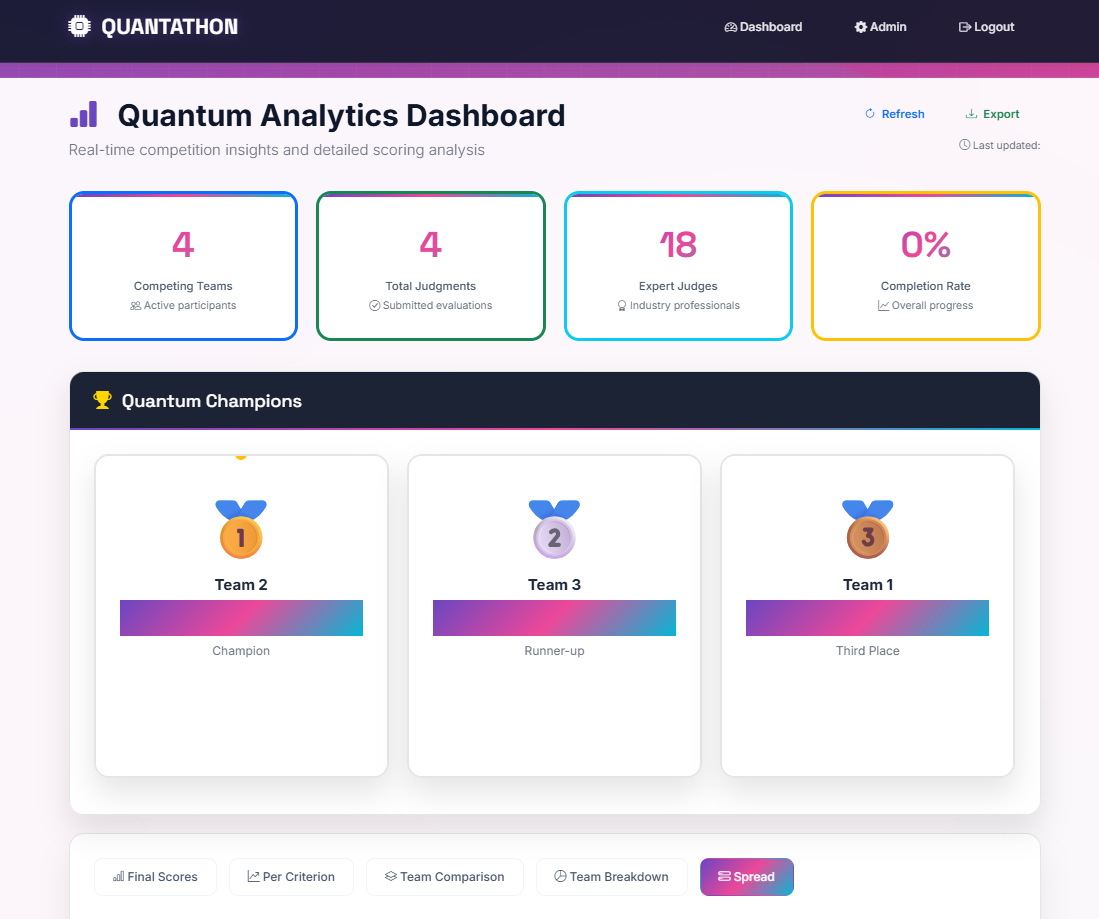 QUANTATHON
Dashboard
Admin
Logout
Quantum Analytics Dashboard
Refresh
Export
Real-time competition insights and detailed scoring analysis
Last updated:
4
Competing Teams
Active participants
4
Total Judgments
Submitted evaluations
18
Expert Judges
Industry professionals
0%
Completion Rate
Overall progress
Quantum Champions
1
Team 2
Champion
2
Team 3
Runner-up
3
Team 1
Third Place
Final Scores
Per Criterion
Team Comparison
Team Breakdown
Spread